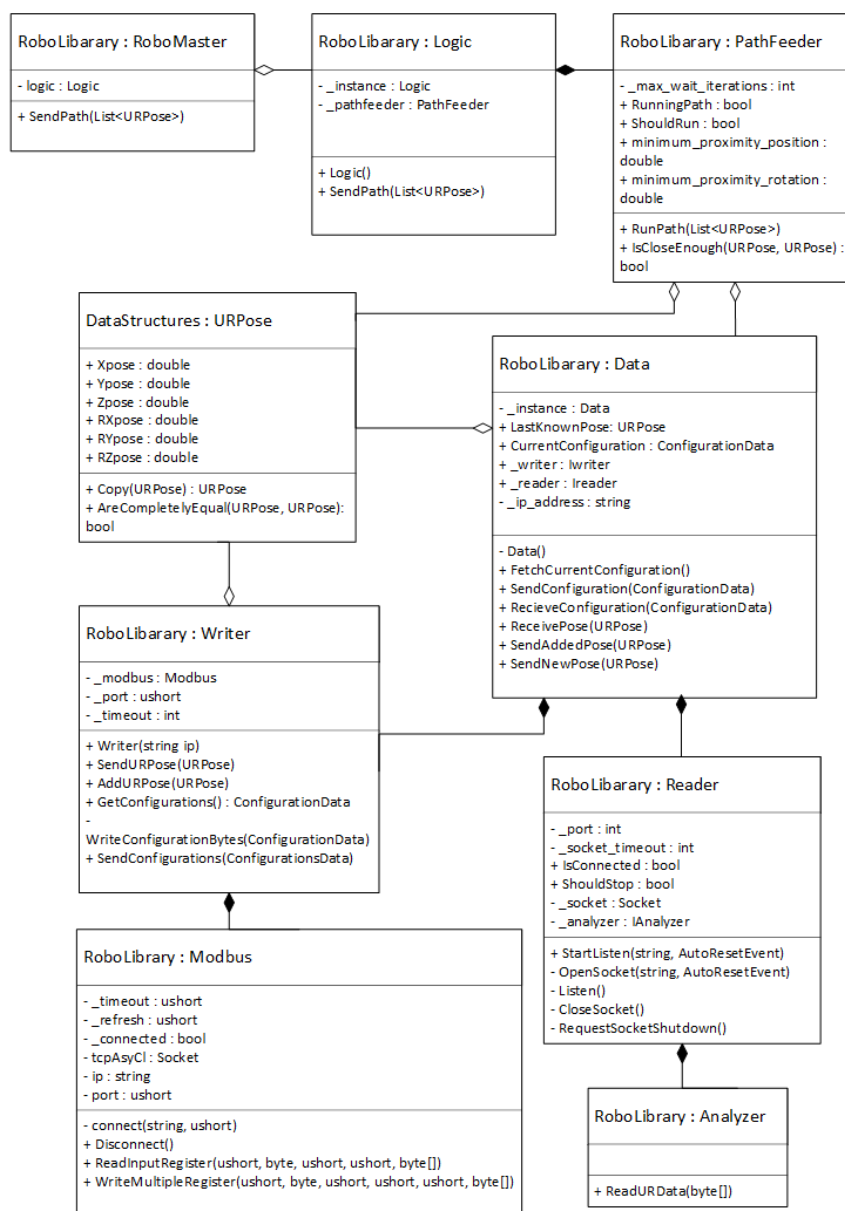 RoboLibarary : RoboMaster
- logic : Logic
+ SendPath(List<URPose>)
RoboLibarary : Logic
- _instance : Logic
- _pathfeeder : PathFeeder
+ Logic()
+ SendPath(List<URPose>)
RoboLibarary : PathFeeder
- _max_wait_iterations : int
+ RunningPath : bool
+ ShouldRun : bool
+ minimum_proximity_position :
double
+ minimum_proximity_rotation :
double
+ RunPath(List<URPose>)
+ IsCloseEnough(URPose, URPose) :
bool
DataStructures : URPose
+ Xpose : double
+ Ypose : double
+ Zpose : double
+ RXpose : double
+ RYpose : double
+ RZpose : double
+ Copy(URPose) : URPose
+ AreCompletelyEqual(URPose, URPose):
bool
RoboLibarary : Data
- _instance : Data
+ LastKnownPose: URPose
+ CurrentConfiguration : ConfigurationData
+ _writer : Iwriter
+ _reader : Ireader
- _ip_address : string
- Data()
+ FetchCurrentConfiguration()
+ SendConfiguration(ConfigurationData)
+ RecieveConfiguration(ConfigurationData)
+ ReceivePose(URPose)
+ SendAddedPose(URPose)
+ SendNewPose(URPose)
RoboLibarary : Writer
- _modbus : Modbus
- _port : ushort
- _timeout : int
+ Writer(string ip)
+ SendURPose(URPose)
+ AddURPose(URPose)
+ GetConfigurations() : ConfigurationData
-
WriteConfigurationBytes(ConfigurationData)
+ SendConfigurations(ConfigurationsData)
RoboLibarary : Reader
- _port : int
- _socket_timeout : int
+ IsConnected : bool
+ ShouldStop : bool
- _socket : Socket
- _analyzer : IAnalyzer
+ StartListen(string, AutoResetEvent)
- OpenSocket(string, AutoResetEvent)
- Listen()
- CloseSocket()
- RequestSocketShutdown()
RoboLibrary : Modbus
- _timeout : ushort
- _refresh : ushort
- _connected : bool
- tcpAsyCl : Socket
- ip : string
- port : ushort
- connect(string, ushort)
+ Disconnect()
+ ReadInputRegister(ushort, byte, ushort, ushort, byte[])
+ WriteMultipleRegister(ushort, byte, ushort, ushort, ushort, byte[])
RoboLibrary : Analyzer
+ ReadURData(byte[])